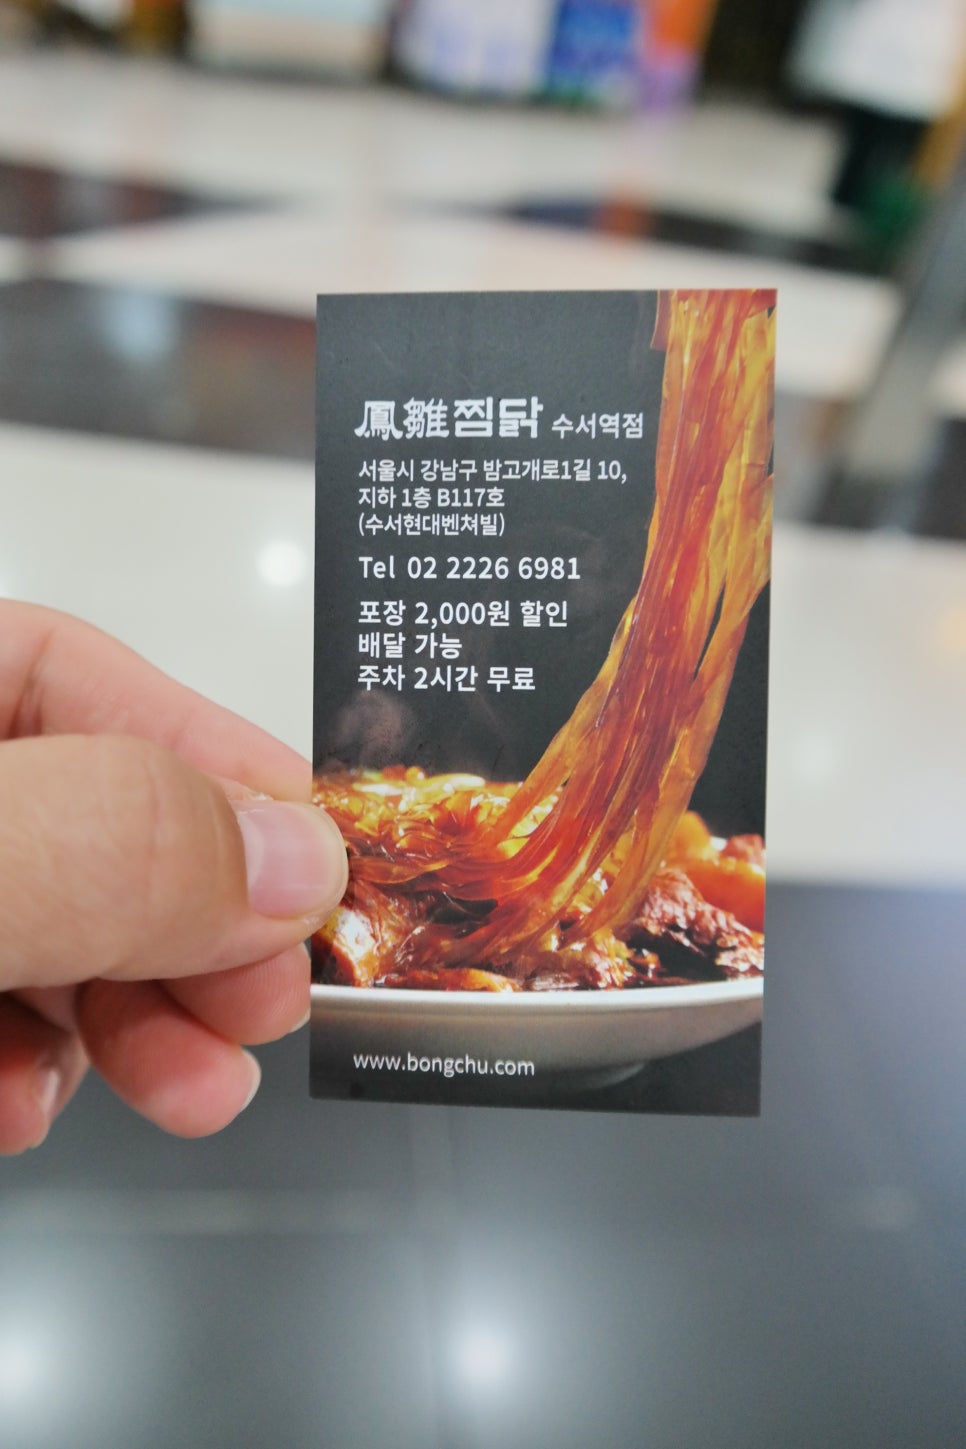 鳳雛찜닭 수서역점
서울시 강남구 밤고개로1길 10,
지하 1층 B117호
(수서현대벤쳐빌)
Tel 02 2226 6981
포장 2,000원 할인
배달 가능
주차 2시간 무료
www.bongchu.com